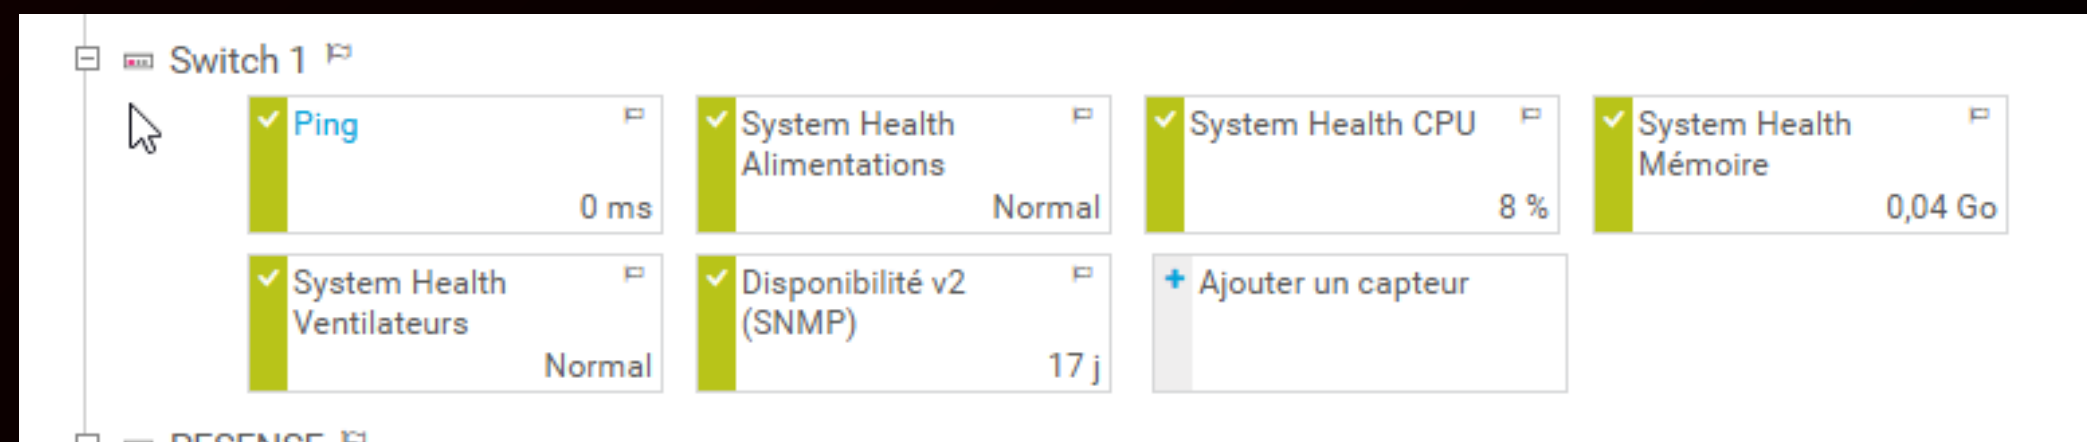 Switch 1
Ping
0 ms
System Health
Alimentations
Normal
System Health CPU
8 %
System Health
Mémoire
0,04 Go
System Health
Ventilateurs
Normal
Disponibilité v2
(SNMP)
17 j
Ajouter un capteur